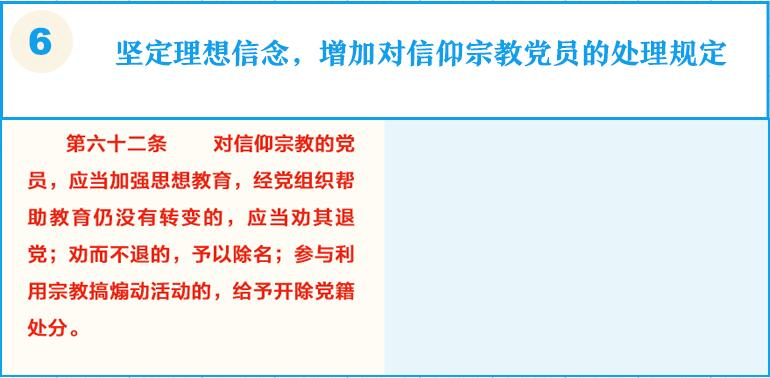 6
坚定理想信念，增加对信仰宗教党员的处理规定
第六十二条 对信仰宗教的党
员，应当加强思想教育，经党组织帮
助教育仍没有转变的，应当劝其退
党；劝而不退的，予以除名；参与利
用宗教搞煽动活动的，给予开除党籍
处分。